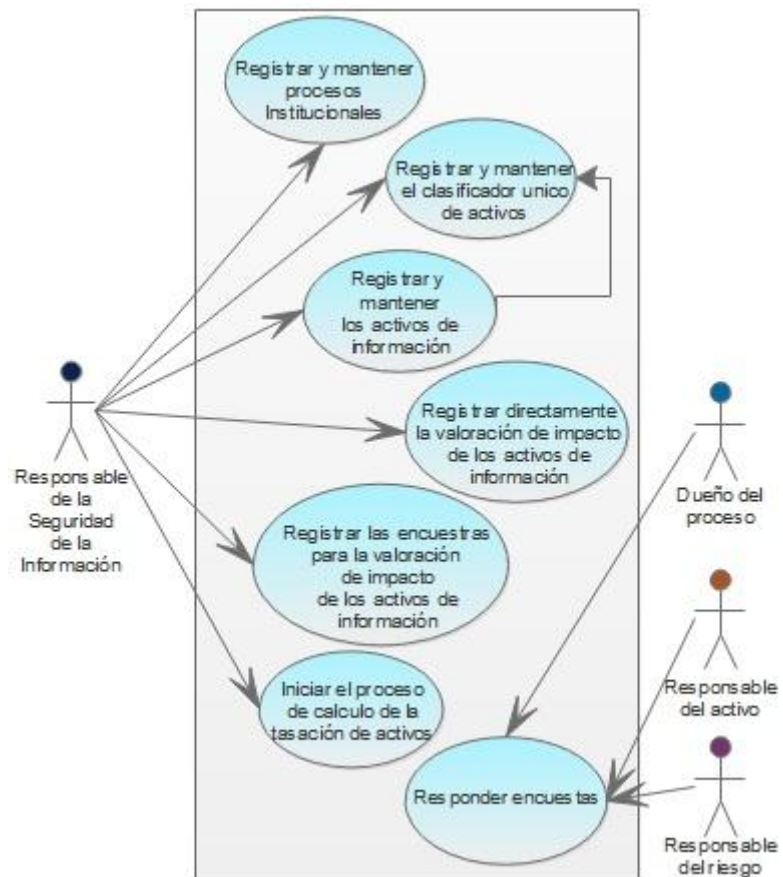 Registrar y mantener
procesos
Institucionales
Registrar y mantener
el clasificador unico
de activos
Registrar y
mantener
los activos de
información
Registrar directamente
la valoración de impacto
de los activos de
información
Responsable
de la
Seguridad
de la
Información
Dueño del
proceso
Registrar las encuestras
para la valoración
de impacto
de los activos de
información
Iniciar el proceso
de calculo de la
tasación de activos
Responsable
del activo
Responder encuestas
Responsable
del riesgo